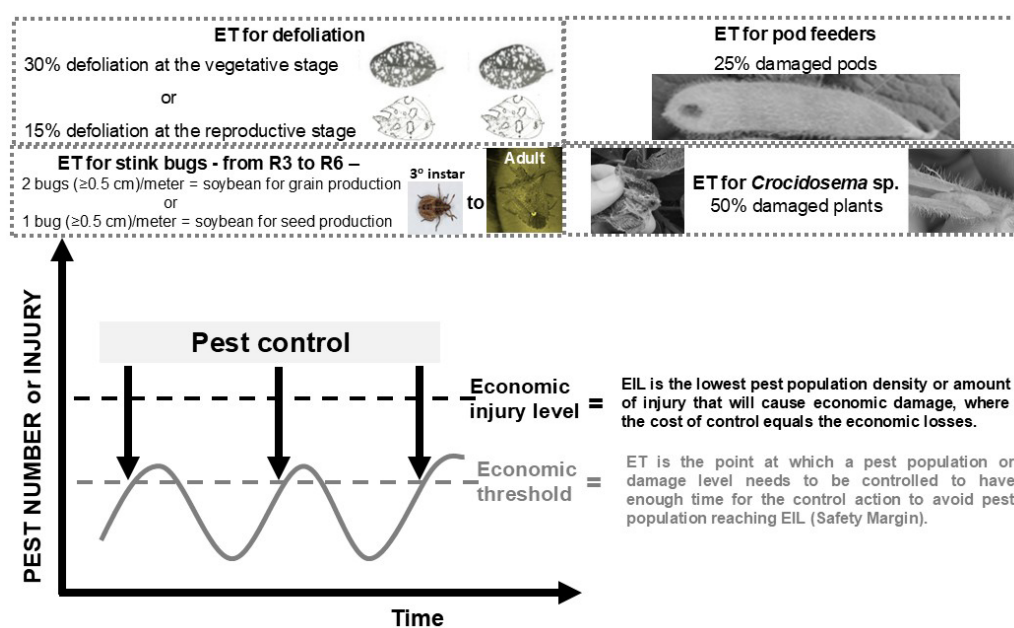 ET for defoliation
30% defoliation at the vegetative stage
or
15% defoliation at the reproductive stage
ET for pod feeders
25% damaged pods
ET for stink bugs - from R3 to R6 –
2 bugs (≥0.5 cm)/meter = soybean for grain production
or
1 bug (≥0.5 cm)/meter = soybean for seed production
3º instar
to
Adult
ET for Crocidosema sp.
50% damaged plants
PEST NUMBER or INJURY
Pest control
Economic
injury level =
EIL is the lowest pest population density or amount
of injury that will cause economic damage, where
the cost of control equals the economic losses.
Economic
threshold =
ET is the point at which a pest population or
damage level needs to be controlled to have
enough time for the control action to avoid pest
population reaching EIL (Safety Margin).
Time